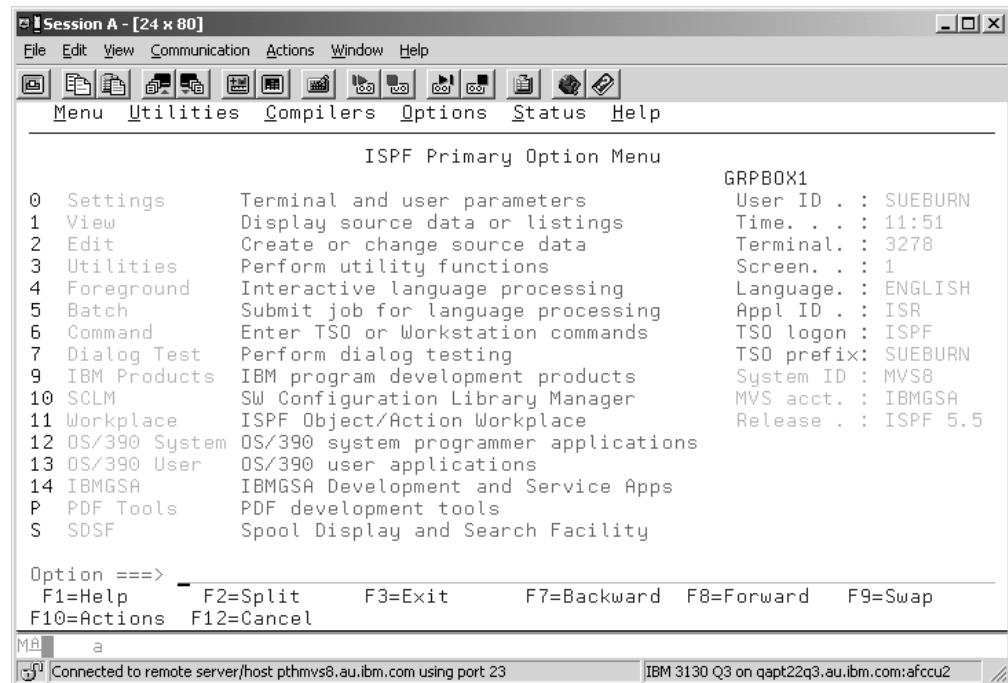 Session A - [24 x 80]
File Edit View Communication Actions Window Help
Menu Utilities Compilers Options Status Help
ISPF Primary Option Menu
GRPBOX1
0 Settings Terminal and user parameters User ID . : SUEBURN
1 View Display source data or listings Time. . . : 11:51
2 Edit Create or change source data Terminal. : 3278
3 Utilities Perform utility functions Screen. . : 1
4 Foreground Interactive language processing Language. : ENGLISH
5 Batch Submit job for language processing Appl ID . : ISR
6 Command Enter TSO or Workstation commands TSO logon : ISPF
7 Dialog Test Perform dialog testing TSO prefix: SUEBURN
9 IBM Products IBM program development products System ID : MVS8
10 SCLM SW Configuration Library Manager MVS acct. : IBMGSA
11 Workplace ISPF Object/Action Workplace Release . : ISPF 5.5
12 OS/390 System OS/390 system programmer applications
13 OS/390 User OS/390 user applications
14 IBMGSA IBMGSA Development and Service Apps
P PDF Tools PDF development tools
S SDSF Spool Display and Search Facility
Option ===>
F1=Help F2=Split F3=Exit F7=Backward F8=Forward F9=Swap
F10=Actions F12=Cancel
MA a
Connected to remote server/host pthmvs8.au.ibm.com using port 23 IBM 3130 Q3 on qapt22q3.au.ibm.com:afccu2